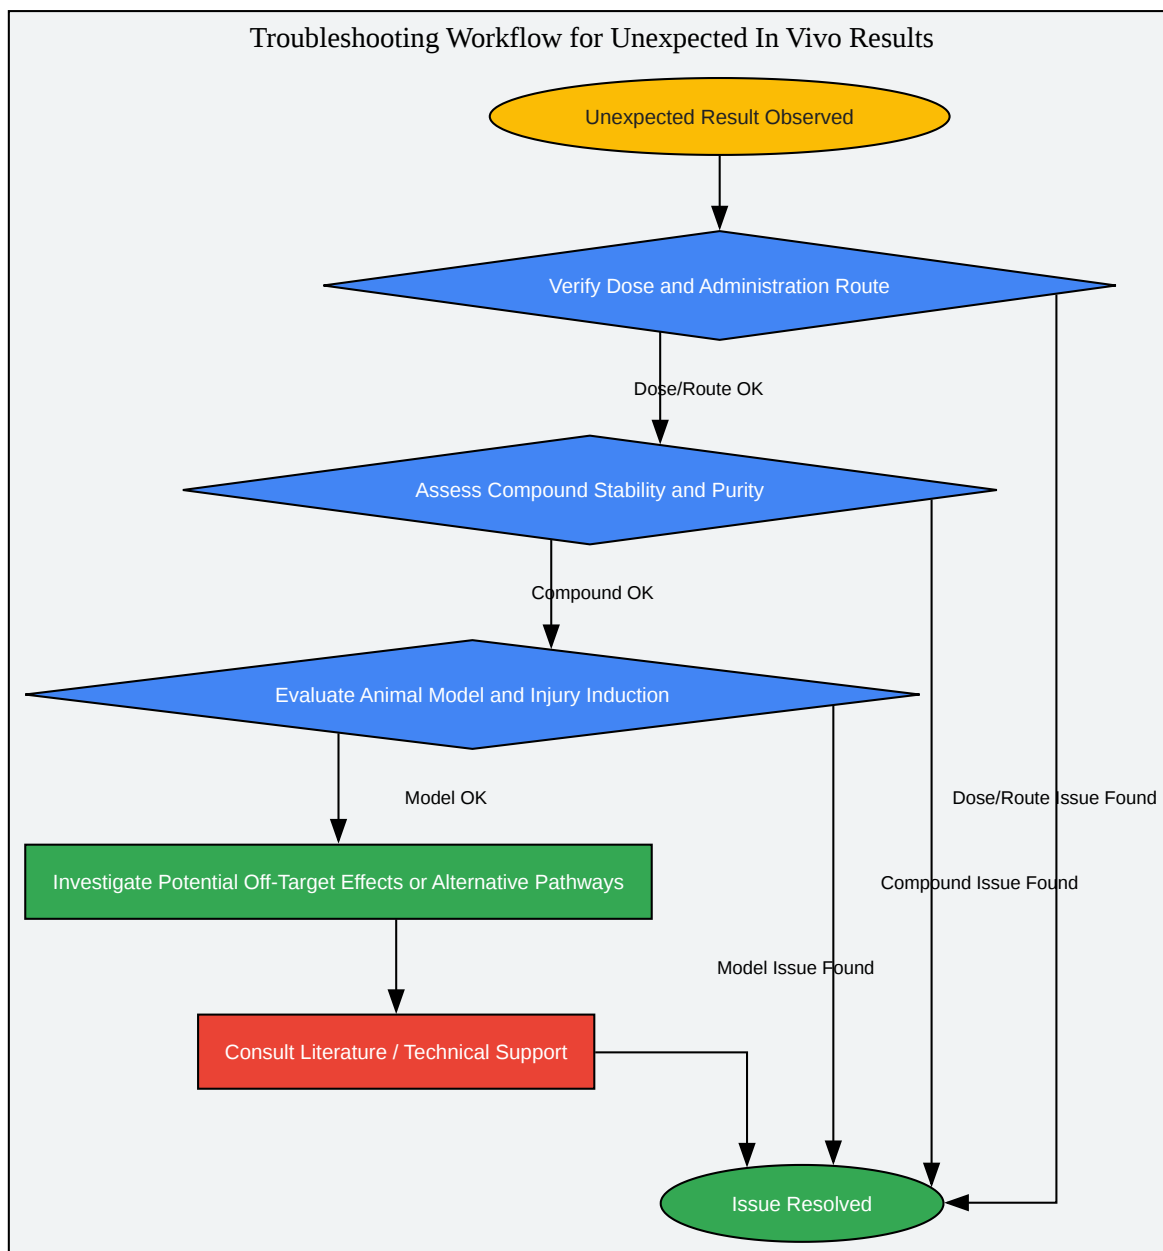 Troubleshooting Workflow for Unexpected In Vivo Results
Unexpected Result Observed
Verify Dose and Administration Route
Dose/Route OK
Assess Compound Stability and Purity
Compound OK
Evaluate Animal Model and Injury Induction
Model OK
Dose/Route Issue Found
Investigate Potential Off-Target Effects or Alternative Pathways
Compound Issue Found
Model Issue Found
Consult Literature / Technical Support
Issue Resolved